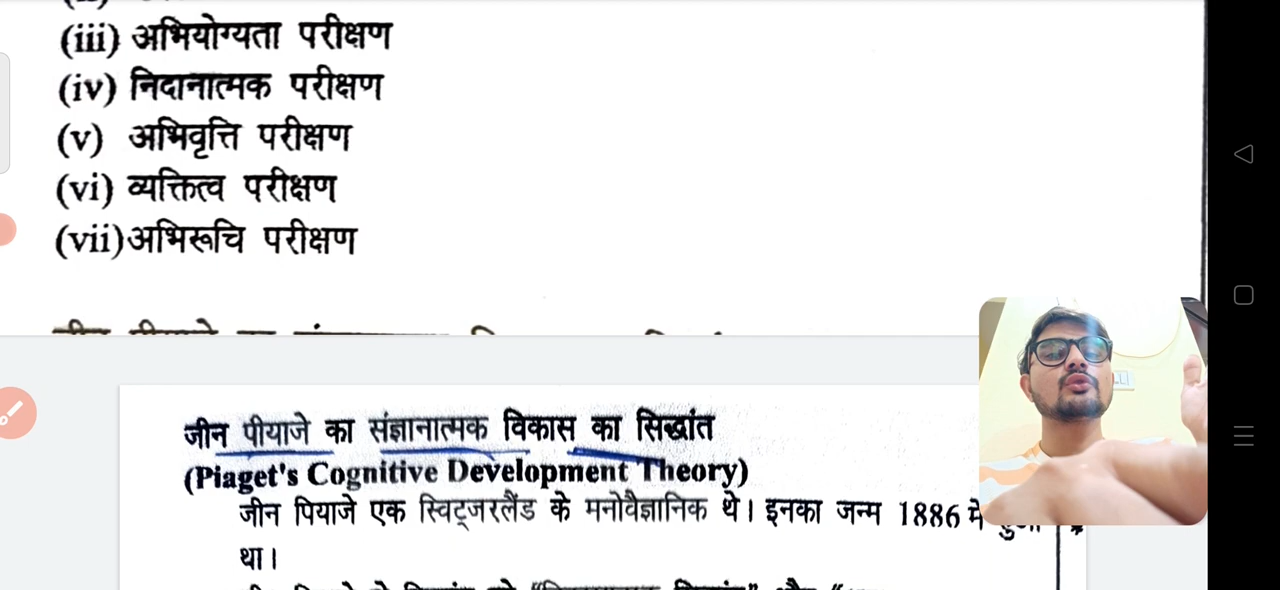 (iii) अभियोग्यता परीक्षण
(iv) निदानात्मक परीक्षण
(v) अभिवृत्ति परीक्षण
(vi) व्यक्तित्व परीक्षण
(vii) अभिरूचि परीक्षण
जीन पीयाजे का संज्ञानात्मक विकास का सिद्धांत
(Piaget's Cognitive Development Theory)
जीन पियाजे एक स्विट्जरलैंड के मनोवैज्ञानिक थे। इनका जन्म 1886 में
था।